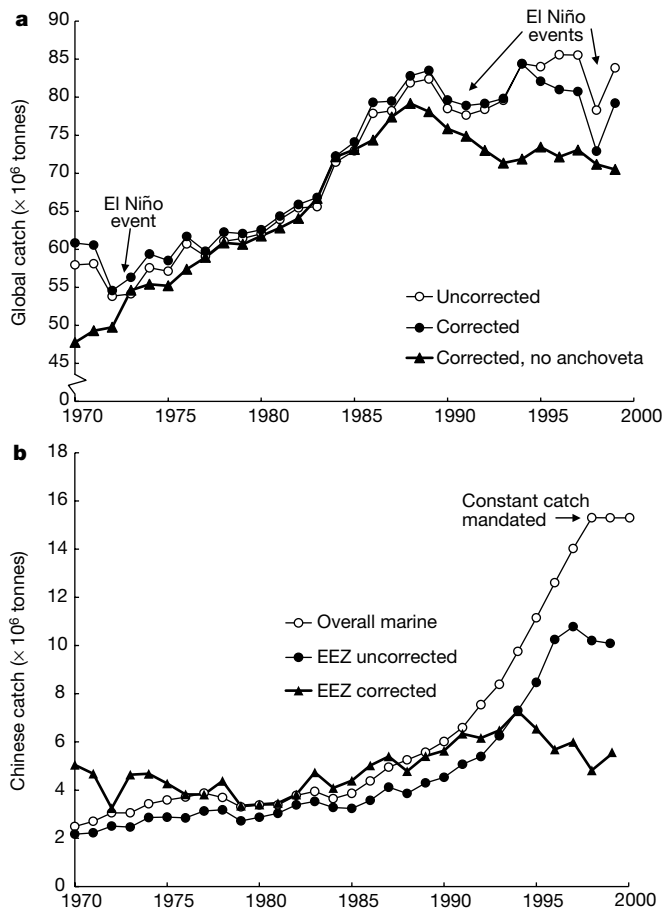 a
90
85
80
75
70
65
60
55
50
45
0
Global catch (× 10⁶ tonnes)
El Niño
events
El Niño
event
Uncorrected
Corrected
Corrected, no anchoveta
1970 1975 1980 1985 1990 1995 2000
b
18
16
14
12
10
8
6
4
2
0
Chinese catch (× 10⁶ tonnes)
Constant catch
mandated
Overall marine
EEZ uncorrected
EEZ corrected
1970 1975 1980 1985 1990 1995 2000